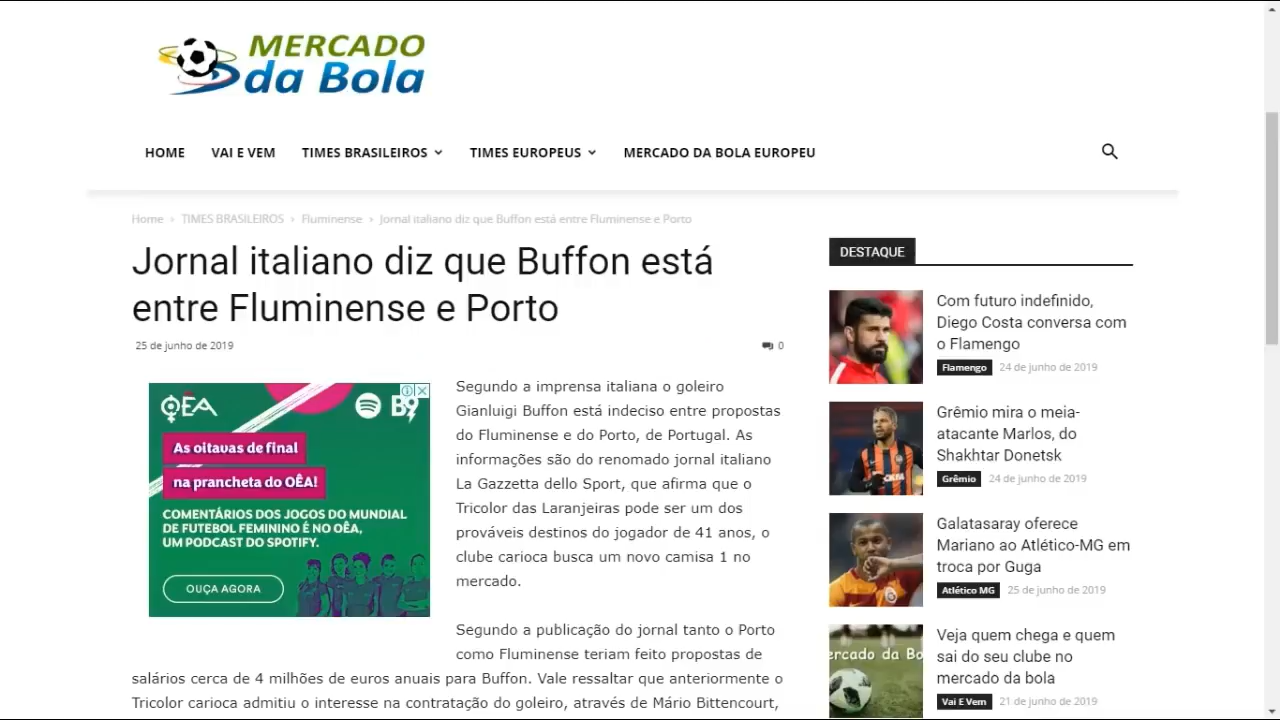 MERCADO
da Bola
HOME VAI E VEM TIMES BRASILEIROS TIMES EUROPEUS MERCADO DA BOLA EUROPEU
Home › TIMES BRASILEIROS › Fluminense › Jornal italiano diz que Buffon está entre Fluminense e Porto
Jornal italiano diz que Buffon está
entre Fluminense e Porto
25 de junho de 2019
0
OÊA
B9
As oitavas de final
na prancheta do OÊA!
COMENTÁRIOS DOS JOGOS DO MUNDIAL
DE FUTEBOL FEMININO É NO OÊA,
UM PODCAST DO SPOTIFY.
OUÇA AGORA
Segundo a imprensa italiana o goleiro
Gianluigi Buffon está indeciso entre propostas
do Fluminense e do Porto, de Portugal. As
informações são do renomado jornal italiano
La Gazzetta dello Sport, que afirma que o
Tricolor das Laranjeiras pode ser um dos
prováveis destinos do jogador de 41 anos, o
clube carioca busca um novo camisa 1 no
mercado.
Segundo a publicação do jornal tanto o Porto
como Fluminense teriam feito propostas de
salários cerca de 4 milhões de euros anuais para Buffon. Vale ressaltar que anteriormente o
Tricolor carioca admitiu o interesse na contratação do goleiro, através de Mário Bittencourt,
DESTAQUE
Com futuro indefinido,
Diego Costa conversa com
o Flamengo
Flamengo 24 de junho de 2019
Grêmio mira o meia-
atacante Marlos, do
Shakhtar Donetsk
Grêmio 24 de junho de 2019
Galatasaray oferece
Mariano ao Atlético-MG em
troca por Guga
Atlético MG 25 de junho de 2019
ercado da Bo
Veja quem chega e quem
sai do seu clube no
mercado da bola
Vai E Vem 21 de junho de 2019